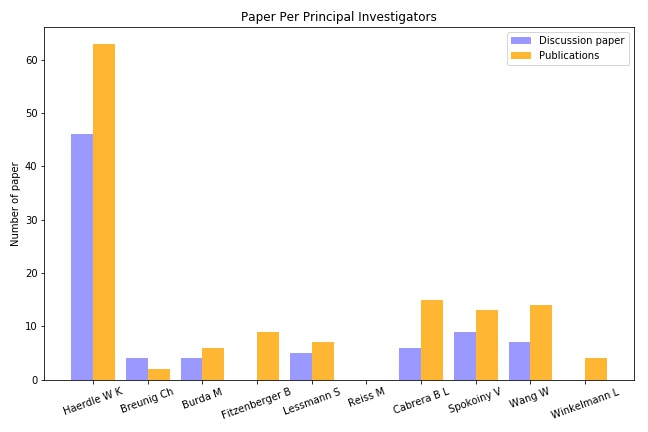 Paper Per Principal Investigators
Discussion paper
Publications
Number of paper
60
50
40
30
20
10
0
Haerdle W K
Breunig Ch
Burda M
Fitzenberger B
Lessmann S
Reiss M
Cabrera B L
Spokoiny V
Wang W
Winkelmann L